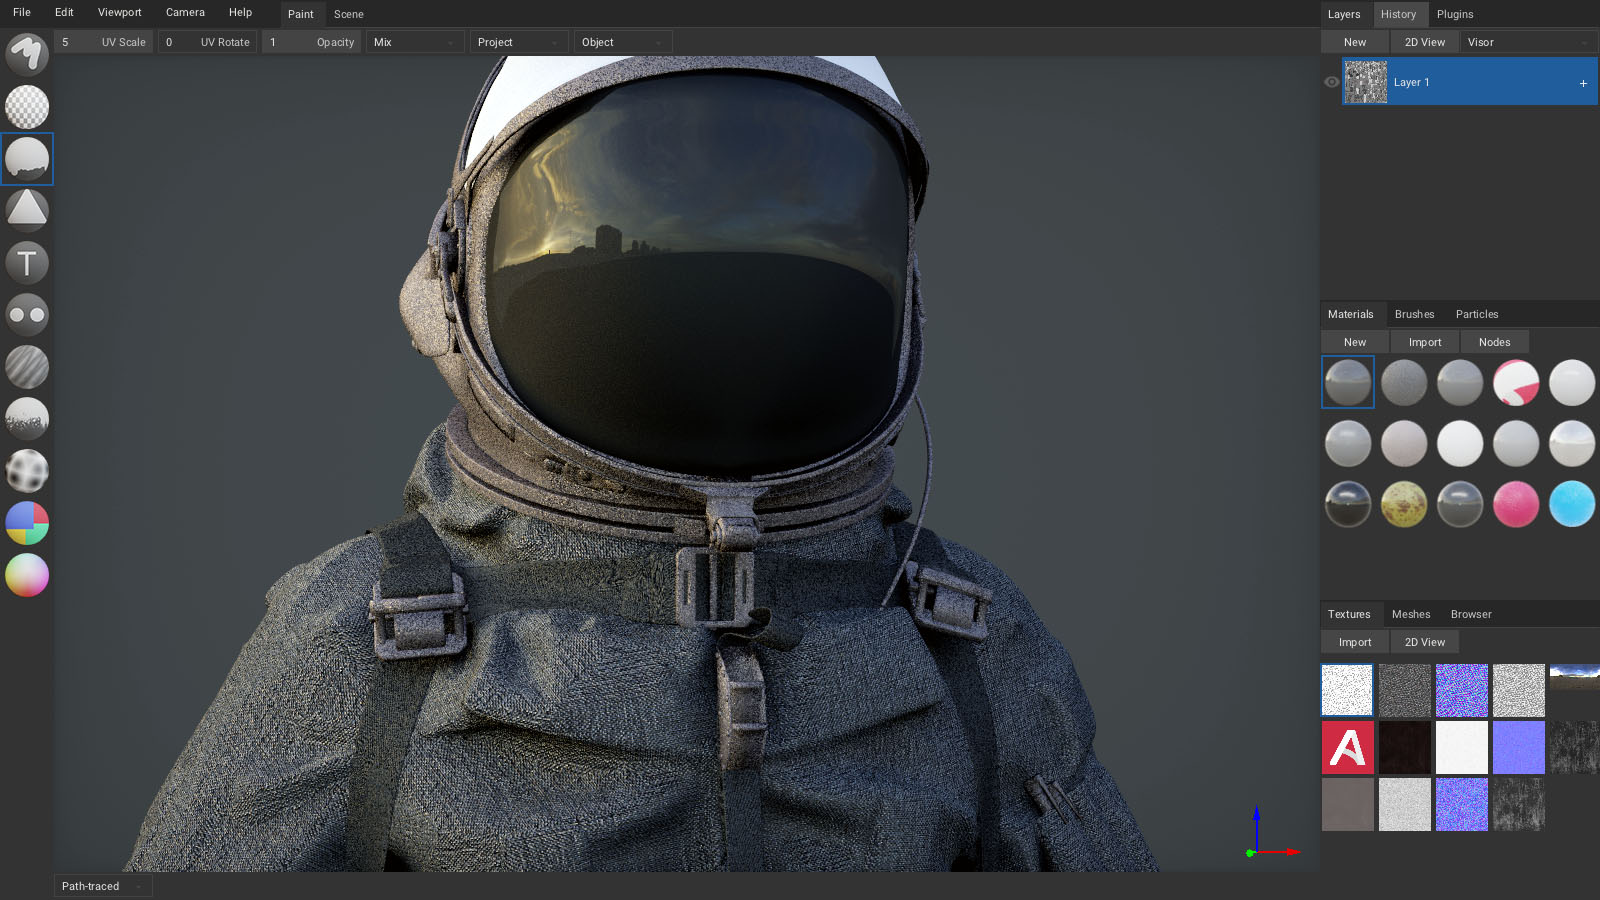 File Edit Viewport Camera Help Paint Scene
Layers History Plugins
5 UV Scale 0 UV Rotate 1 Opacity Mix Project Object
New 2D View Visor
Layer 1 +
T
Materials Brushes Particles
New Import Nodes
Textures Meshes Browser
Import 2D View
A
Path-traced